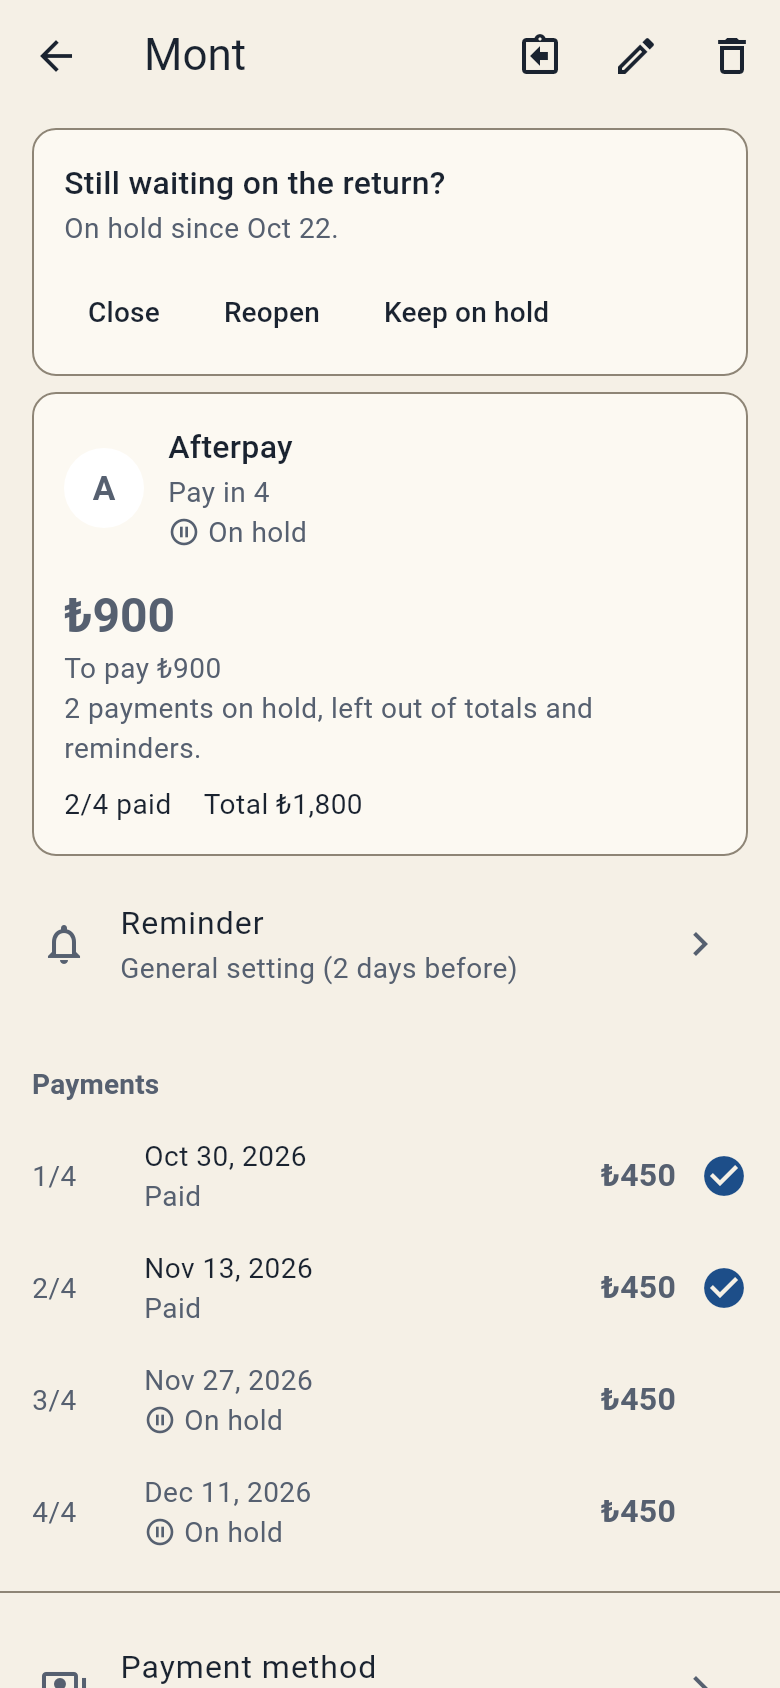 Mont
Still waiting on the return?
On hold since Oct 22.
Close Reopen Keep on hold
A
Afterpay
Pay in 4
On hold
₺900
To pay ₺900
2 payments on hold, left out of totals and
reminders.
2/4 paid Total ₺1,800
Reminder
General setting (2 days before)
Payments
1/4 Oct 30, 2026 ₺450
Paid
2/4 Nov 13, 2026 ₺450
Paid
3/4 Nov 27, 2026 ₺450
On hold
4/4 Dec 11, 2026 ₺450
On hold
Payment method